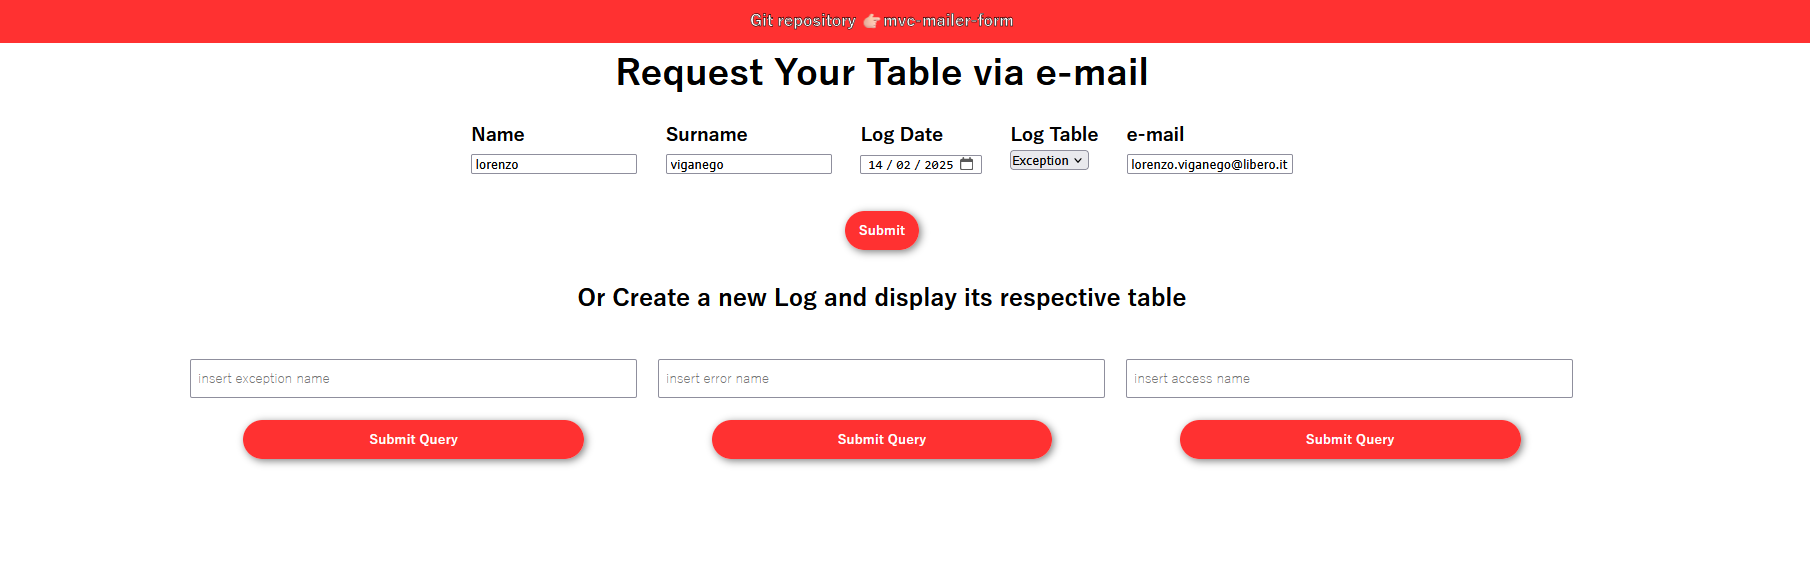 Git repository 👉🏻mvc-mailer-form
Request Your Table via e-mail
Name Surname Log Date Log Table e-mail
lorenzo viganego 14 / 02 / 2025 Exception lorenzo.viganego@libero.it
Submit
Or Create a new Log and display its respective table
insert exception name insert error name insert access name
Submit Query Submit Query Submit Query